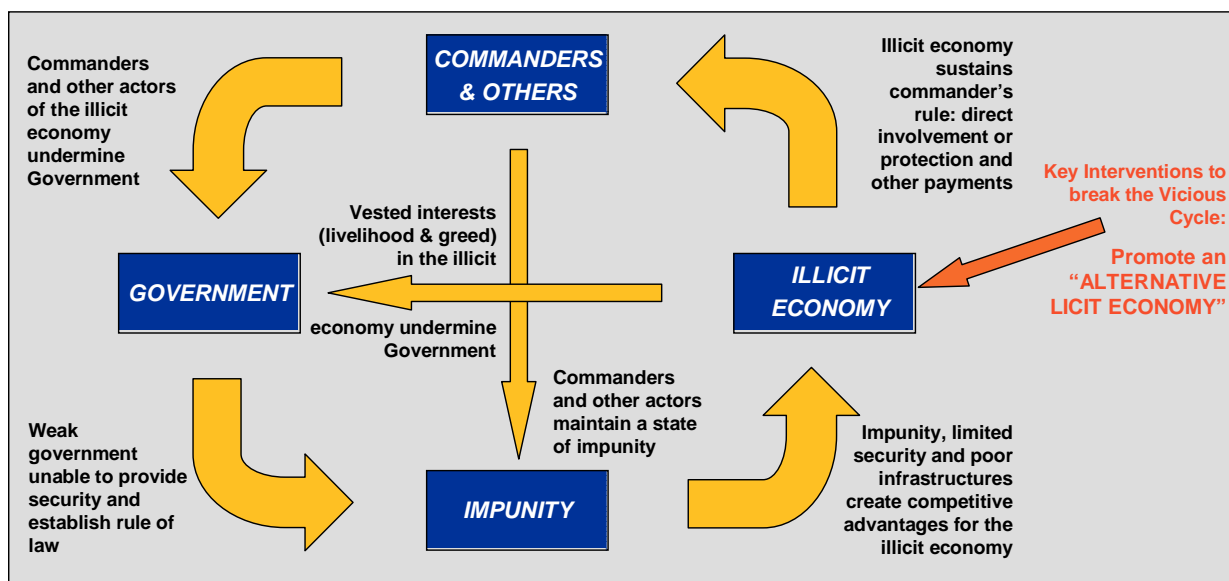 COMMANDERS
& OTHERS
Commanders
and other actors
of the illicit
economy
undermine
Government
Illicit economy
sustains
commander’s
rule: direct
involvement or
protection and
other payments
Key Interventions to
break the Vicious
Cycle:
Promote an
“ALTERNATIVE
LICIT ECONOMY”
Vested interests
(livelihood & greed)
in the illicit
economy undermine
Government
GOVERNMENT
ILLICIT
ECONOMY
Commanders
and other actors
maintain a state
of impunity
Weak
government
unable to provide
security and
establish rule of
law
IMPUNITY
Impunity, limited
security and poor
infrastructures
create competitive
advantages for the
illicit economy